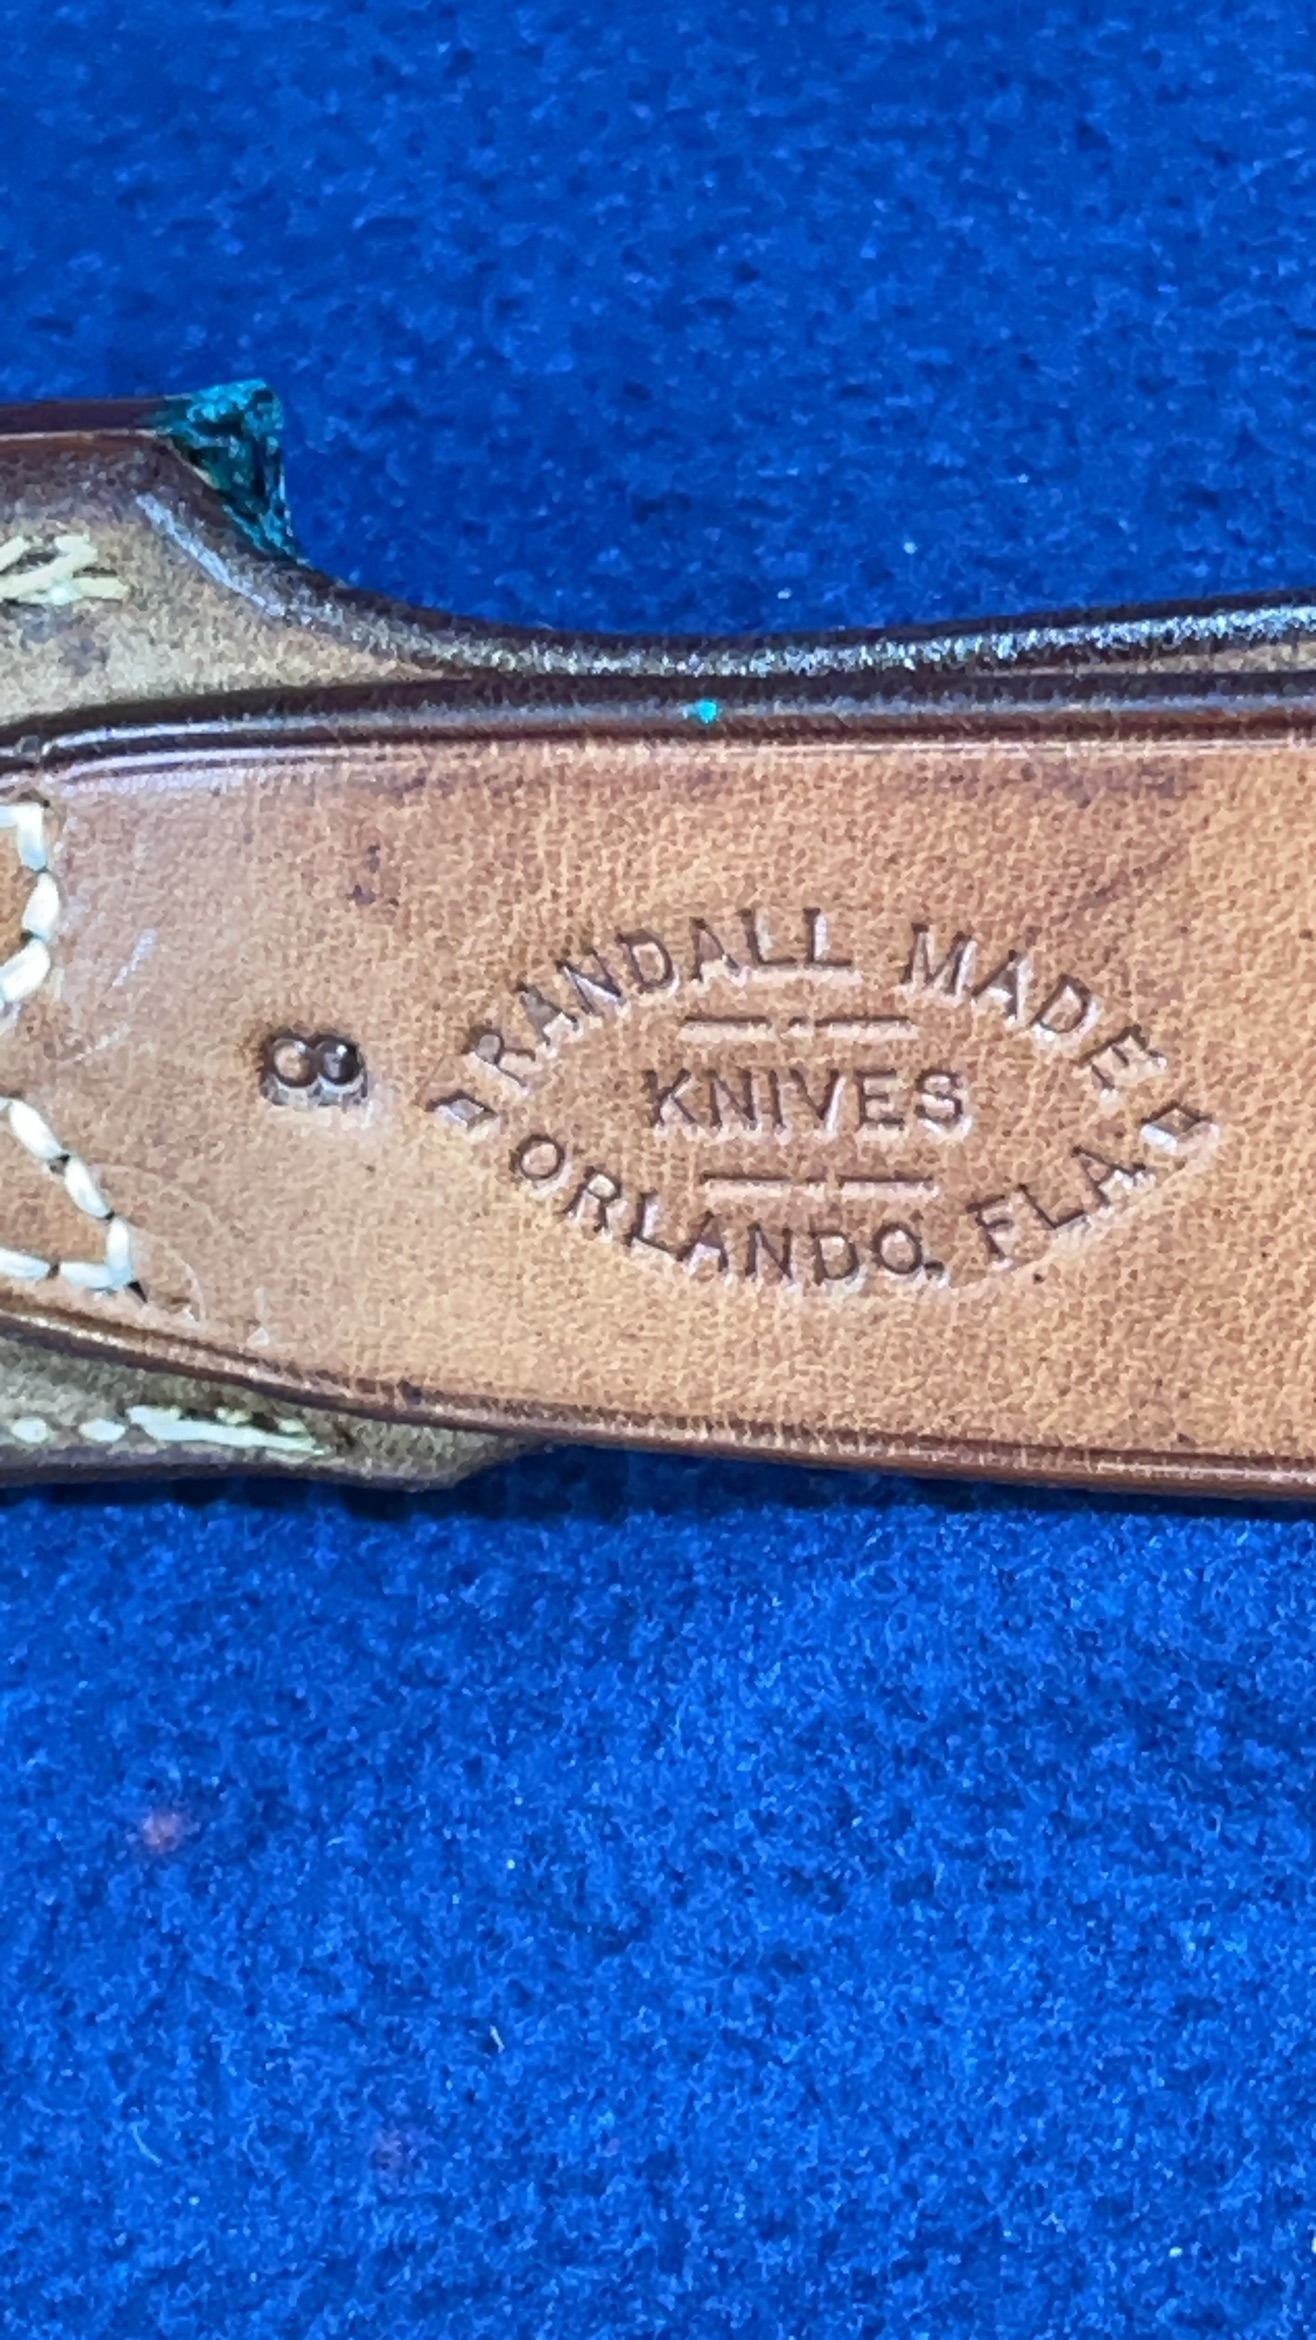 8
RANDALL MADE
KNIVES
ORLANDO, FLA.